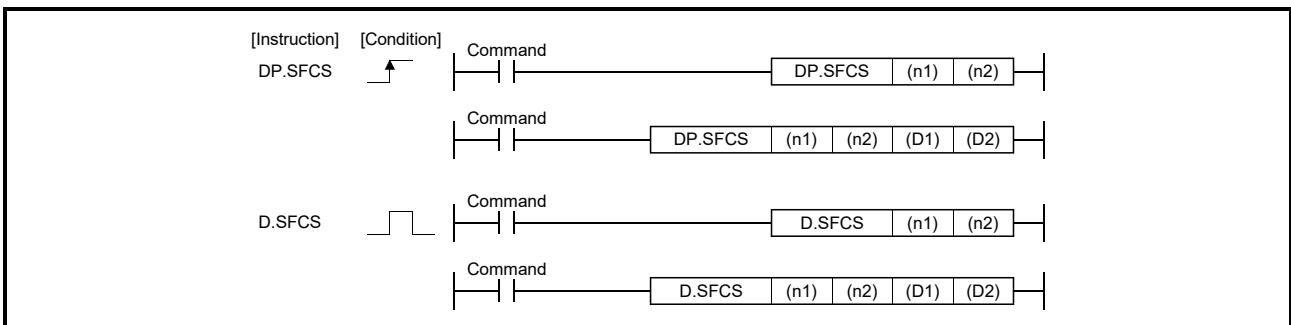 [Instruction] [Condition]
Command
DP.SFCS DP.SFCS (n1) (n2)
Command
DP.SFCS (n1) (n2) (D1) (D2)
Command
D.SFCS D.SFCS (n1) (n2)
Command
D.SFCS (n1) (n2) (D1) (D2)